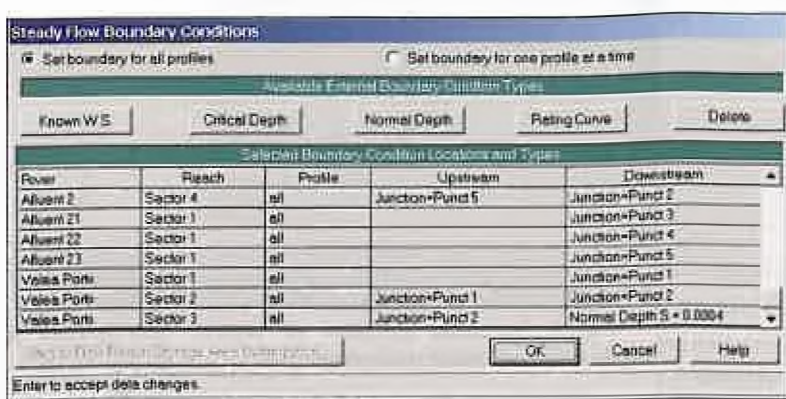 Steady Flow Boundary Conditions
Set boundary for all profiles Set boundary for one profile at a time
Available External Boundary Condition Types
Known W.S. Critical Depth Normal Depth Rating Curve Delete
Selected Boundary Condition Locations and Types
River Reach Profile Upstream Downstream
Afluent 2 Sector 4 all Junction=Punct 5 Junction=Punct 2
Afluent 21 Sector 1 all Junction=Punct 3
Afluent 22 Sector 1 all Junction=Punct 4
Afluent 23 Sector 1 all Junction=Punct 5
Valea Partii Sector 1 all Junction=Punct 1
Valea Partii Sector 2 all Junction=Punct 1 Junction=Punct 2
Valea Partii Sector 3 all Junction=Punct 2 Normal Depth S = 0.0004
OK Cancel Help
Enter to accept data changes.